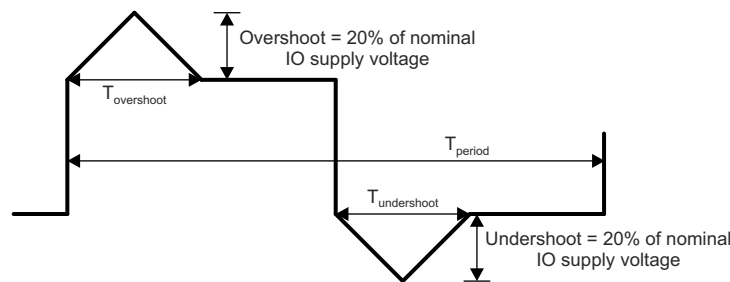 Overshoot = 20% of nominal
IO supply voltage
Tovershoot
Tperiod
Tundershoot
Undershoot = 20% of nominal
IO supply voltage